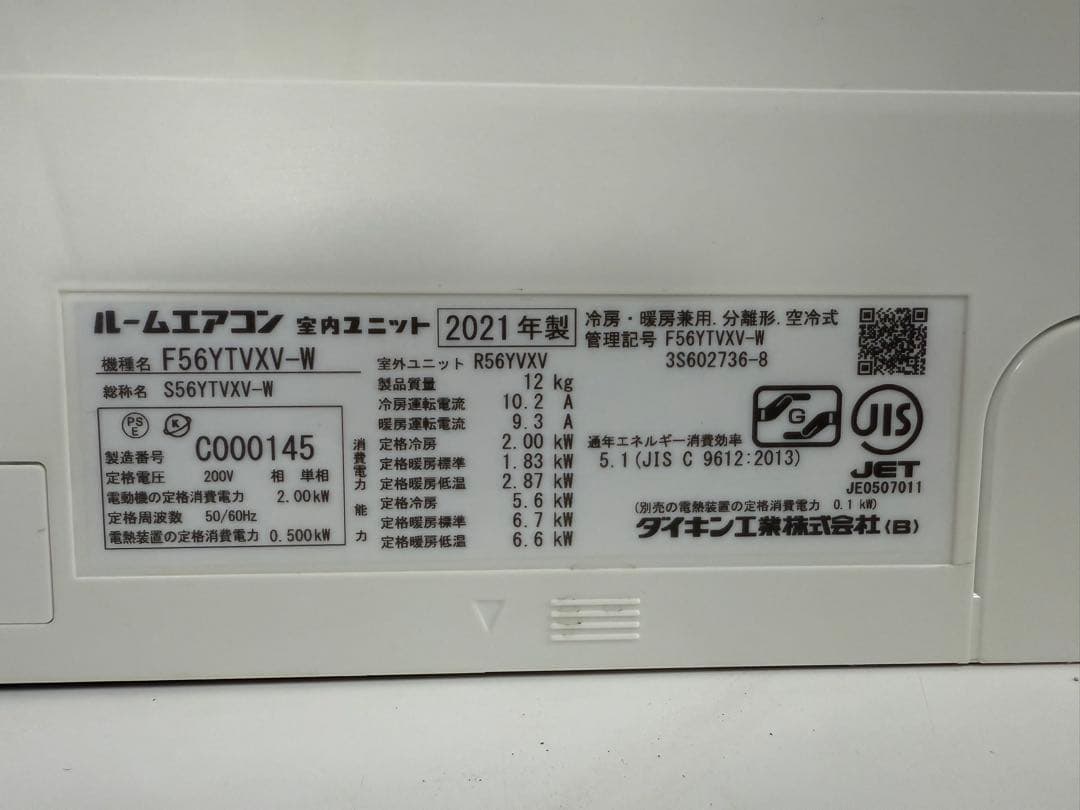 ルームエアコン 室内ユニット 2021年製
機種名 F56YTVXV-W
総称名 S56YTVXV-W
PS
E
K
製造番号 C000145
定格電圧 200V 相 単相
電動機の定格消費電力 2.00kW
定格周波数 50/60Hz
電熱装置の定格消費電力 0.500kW
室外ユニット R56YVXV
製品質量 12 kg
冷房運転電流 10.2 A
暖房運転電流 9.3 A
消費電力
定格冷房 2.00 kW
定格暖房標準 1.83 kW
定格暖房低温 2.87 kW
能力
定格冷房 5.6 kW
定格暖房標準 6.7 kW
定格暖房低温 6.6 kW
冷房・暖房兼用.分離形.空冷式
管理記号 F56YTVXV-W
3S602736-8
G
JIS
JET
JE0507011
通年エネルギー消費効率
5.1(JIS C 9612:2013)
(別売の電熱装置の定格消費電力 0.1 kW)
ダイキン工業株式会社(B)